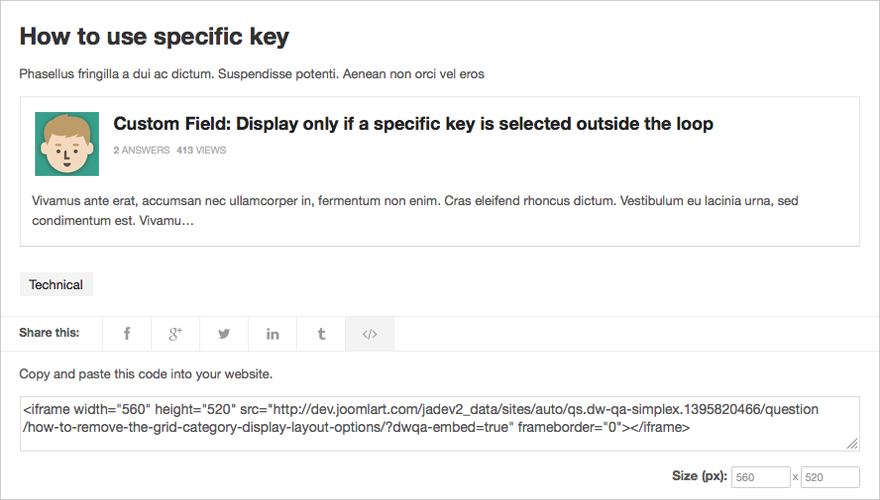 How to use specific key
Phasellus fringilla a dui ac dictum. Suspendisse potenti. Aenean non orci vel eros
Custom Field: Display only if a specific key is selected outside the loop
2 ANSWERS 413 VIEWS
Vivamus ante erat, accumsan nec ullamcorper in, fermentum non enim. Cras eleifend rhoncus dictum. Vestibulum eu lacinia urna, sed
condimentum est. Vivamu…
Technical
Share this: f g+ in t </>
Copy and paste this code into your website.
<iframe width="560" height="520" src="http://dev.joomlart.com/jadev2_data/sites/auto/qs.dw-qa-simplex.1395820466/question
/how-to-remove-the-grid-category-display-layout-options/?dwqa-embed=true" frameborder="0"></iframe>
Size (px): 560 x 520